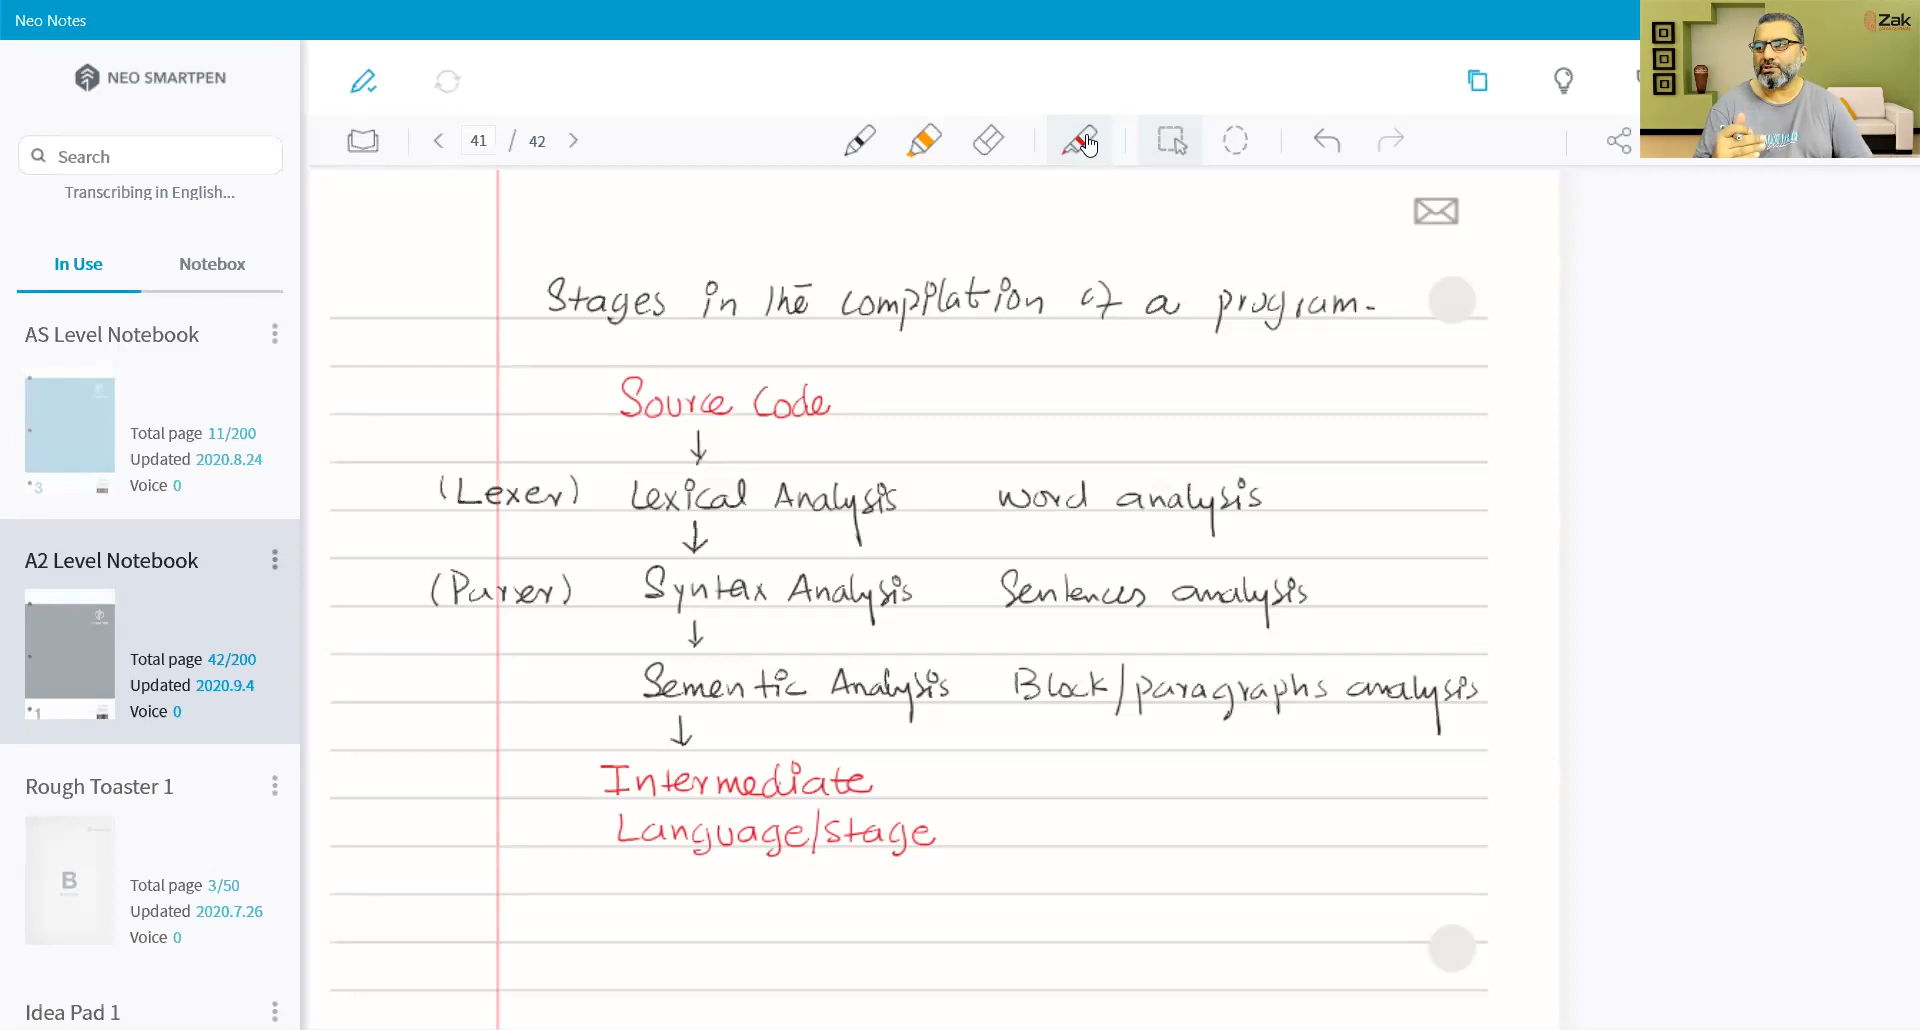 Neo Notes
Zak
NEO SMARTPEN
41 / 42
Search
Transcribing in English...
In Use Notebox
AS Level Notebook
3
Total page 11/200
Updated 2020.8.24
Voice 0
A2 Level Notebook
1
Total page 42/200
Updated 2020.9.4
Voice 0
Rough Toaster 1
B
Total page 3/50
Updated 2020.7.26
Voice 0
Idea Pad 1
Stages in the compilation of a program.
Source Code
(Lexer) Lexical Analysis word analysis
(Parser) Syntax Analysis Sentences analysis
Sementic Analysis Block/paragraphs analysis
Intermediate
Language/stage